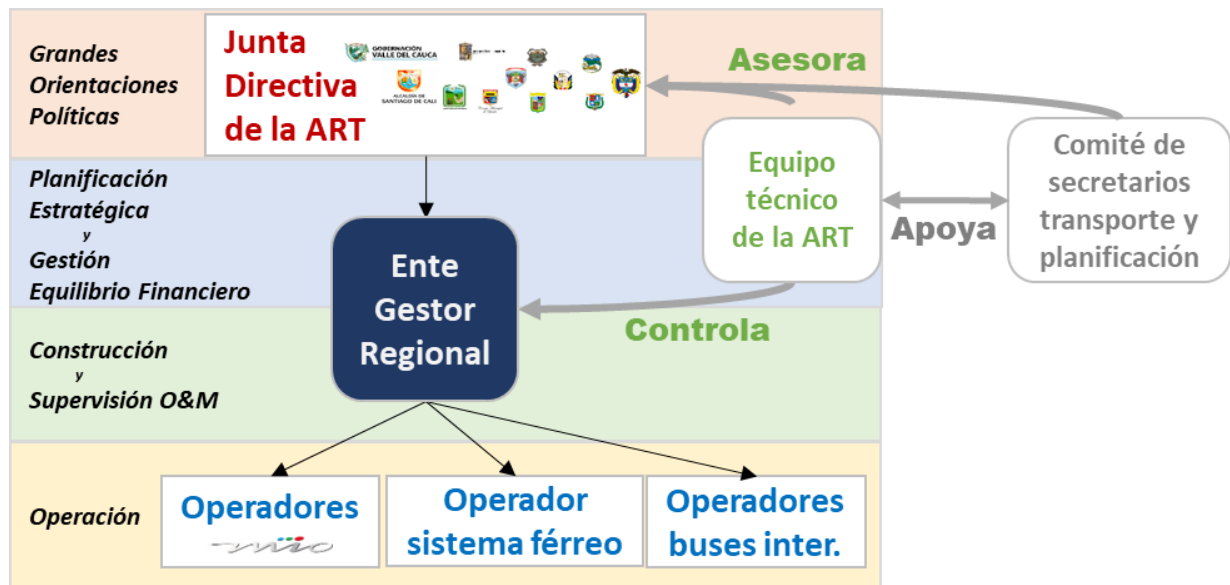 Grandes
Orientaciones
Políticas
Junta
Directiva
de la ART
GOBERNACIÓN
VALLE DEL CAUCA
ALCALDÍA DE
SANTIAGO DE CALI
Asesora
Planificación
Estratégica
y
Gestión
Equilibrio Financiero
Ente
Gestor
Regional
Equipo
técnico
de la ART
Apoya
Comité de
secretarios
transporte y
planificación
Controla
Construcción
y
Supervisión O&M
Operación
Operadores
mio
Operador
sistema férreo
Operadores
buses inter.